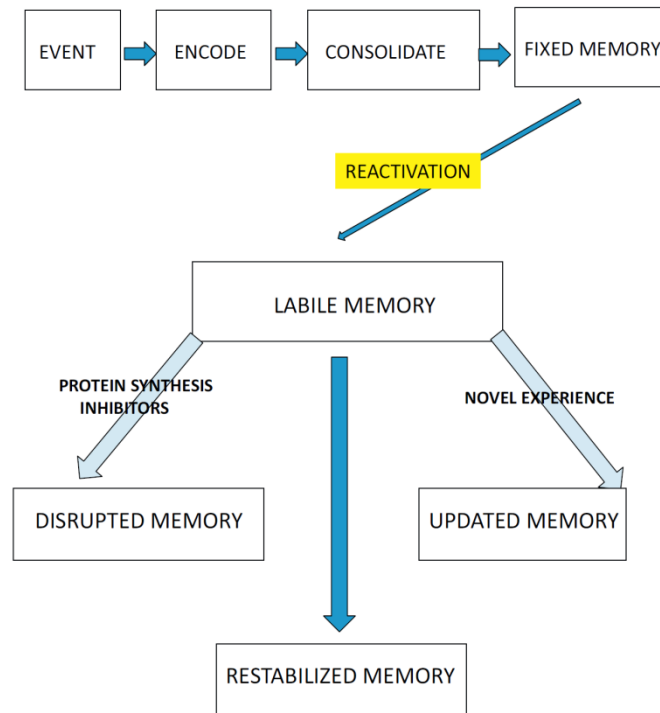 EVENT
ENCODE
CONSOLIDATE
FIXED MEMORY
REACTIVATION
LABILE MEMORY
PROTEIN SYNTHESIS
INHIBITORS
NOVEL EXPERIENCE
DISRUPTED MEMORY
UPDATED MEMORY
RESTABILIZED MEMORY